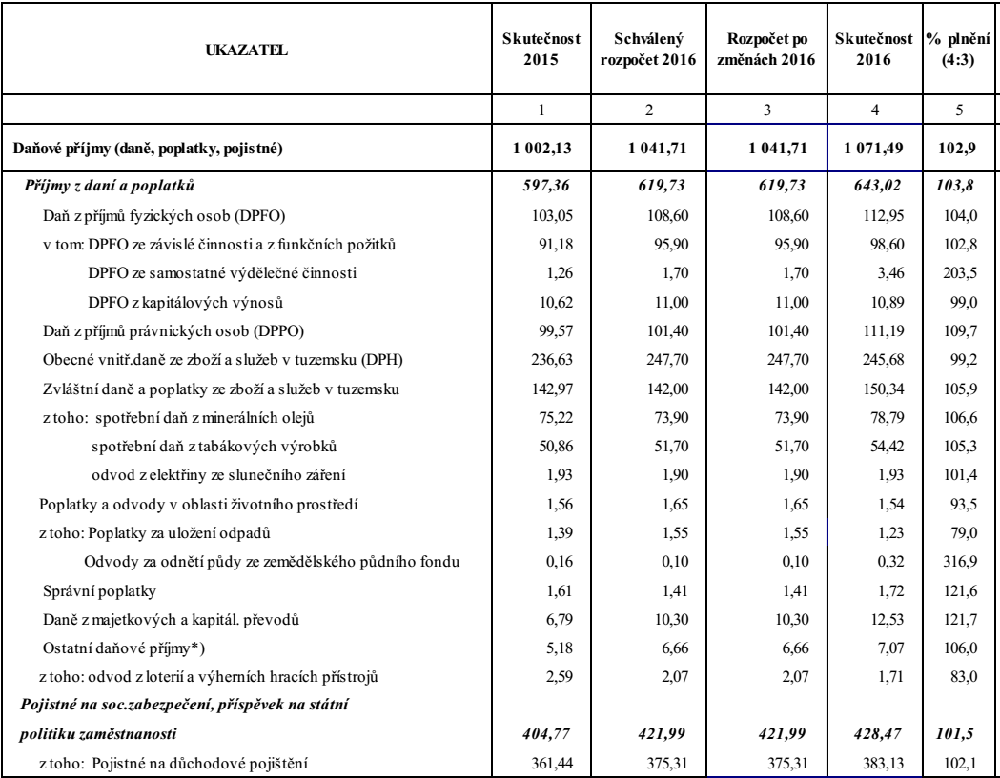 UKAZATEL Skutečnost 2015 Schválený rozpočet 2016 Rozpočet po změnách 2016 Skutečnost 2016 % plnění (4:3)
1 2 3 4 5
Daňové příjmy (daně, poplatky, pojistné) 1 002,13 1 041,71 1 041,71 1 071,49 102,9
Příjmy z daní a poplatků 597,36 619,73 619,73 643,02 103,8
Daň z příjmů fyzických osob (DPFO) 103,05 108,60 108,60 112,95 104,0
v tom: DPFO ze závislé činnosti a z funkčních požitků 91,18 95,90 95,90 98,60 102,8
DPFO ze samostatné výdělečné činnosti 1,26 1,70 1,70 3,46 203,5
DPFO z kapitálových výnosů 10,62 11,00 11,00 10,89 99,0
Daň z příjmů právnických osob (DPPO) 99,57 101,40 101,40 111,19 109,7
Obecné vnitř.daně ze zboží a služeb v tuzemsku (DPH) 236,63 247,70 247,70 245,68 99,2
Zvláštní daně a poplatky ze zboží a služeb v tuzemsku 142,97 142,00 142,00 150,34 105,9
z toho: spotřební daň z minerálních olejů 75,22 73,90 73,90 78,79 106,6
spotřební daň z tabákových výrobků 50,86 51,70 51,70 54,42 105,3
odvod z elektřiny ze slunečního záření 1,93 1,90 1,90 1,93 101,4
Poplatky a odvody v oblasti životního prostředí 1,56 1,65 1,65 1,54 93,5
z toho: Poplatky za uložení odpadů 1,39 1,55 1,55 1,23 79,0
Odvody za odnětí půdy ze zemědělského půdního fondu 0,16 0,10 0,10 0,32 316,9
Správní poplatky 1,61 1,41 1,41 1,72 121,6
Daně z majetkových a kapitál. převodů 6,79 10,30 10,30 12,53 121,7
Ostatní daňové příjmy*) 5,18 6,66 6,66 7,07 106,0
z toho: odvod z loterií a výherních hracích přístrojů 2,59 2,07 2,07 1,71 83,0
Pojistné na soc.zabezpečení, příspěvek na státní
politiku zaměstnanosti 404,77 421,99 421,99 428,47 101,5
z toho: Pojistné na důchodové pojištění 361,44 375,31 375,31 383,13 102,1